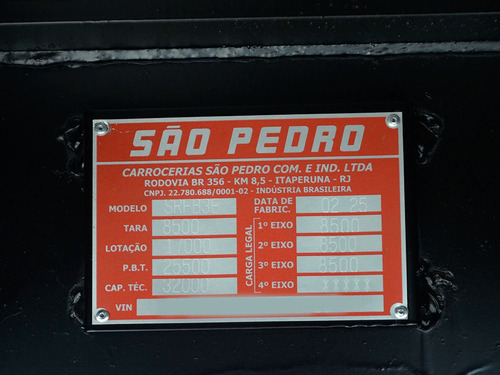 SÃO PEDRO
CARROCERIAS SÃO PEDRO COM. E IND. LTDA
RODOVIA BR 356 - KM 8,5 - ITAPERUNA - RJ
CNPJ. 22.780.688/0001-02 - INDÚSTRIA BRASILEIRA
MODELO DATA DE FABRIC. 02 25
TARA 8500 1º EIXO 8500
LOTAÇÃO 17000 2º EIXO 8500
P.B.T. 25500 3º EIXO 8500
CAP. TÉC. 32000 4º EIXO XXXXX
CARGA LEGAL
VIN